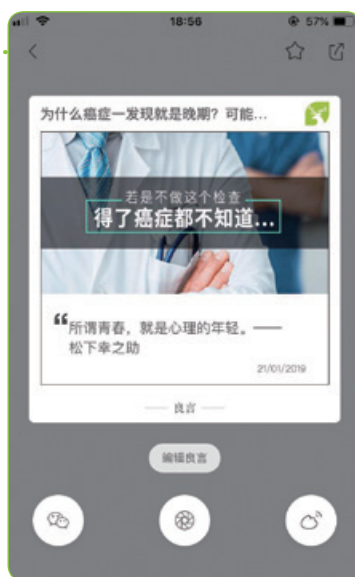 18:56
57%
为什么癌症一发现就是晚期？可能...
若是不做这个检查
得了癌症都不知道...
“所谓青春，就是心理的年轻。——
松下幸之助
21/01/2019
良言
编辑良言